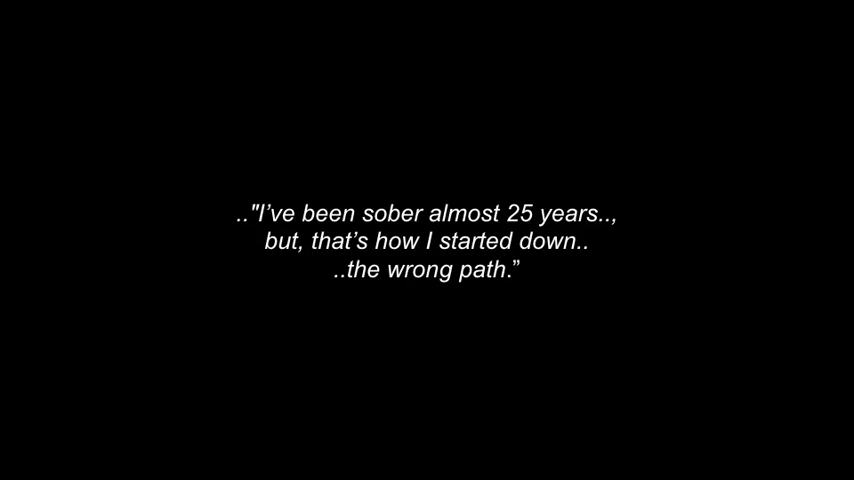 .."I’ve been sober almost 25 years..,
but, that’s how I started down..
..the wrong path.”